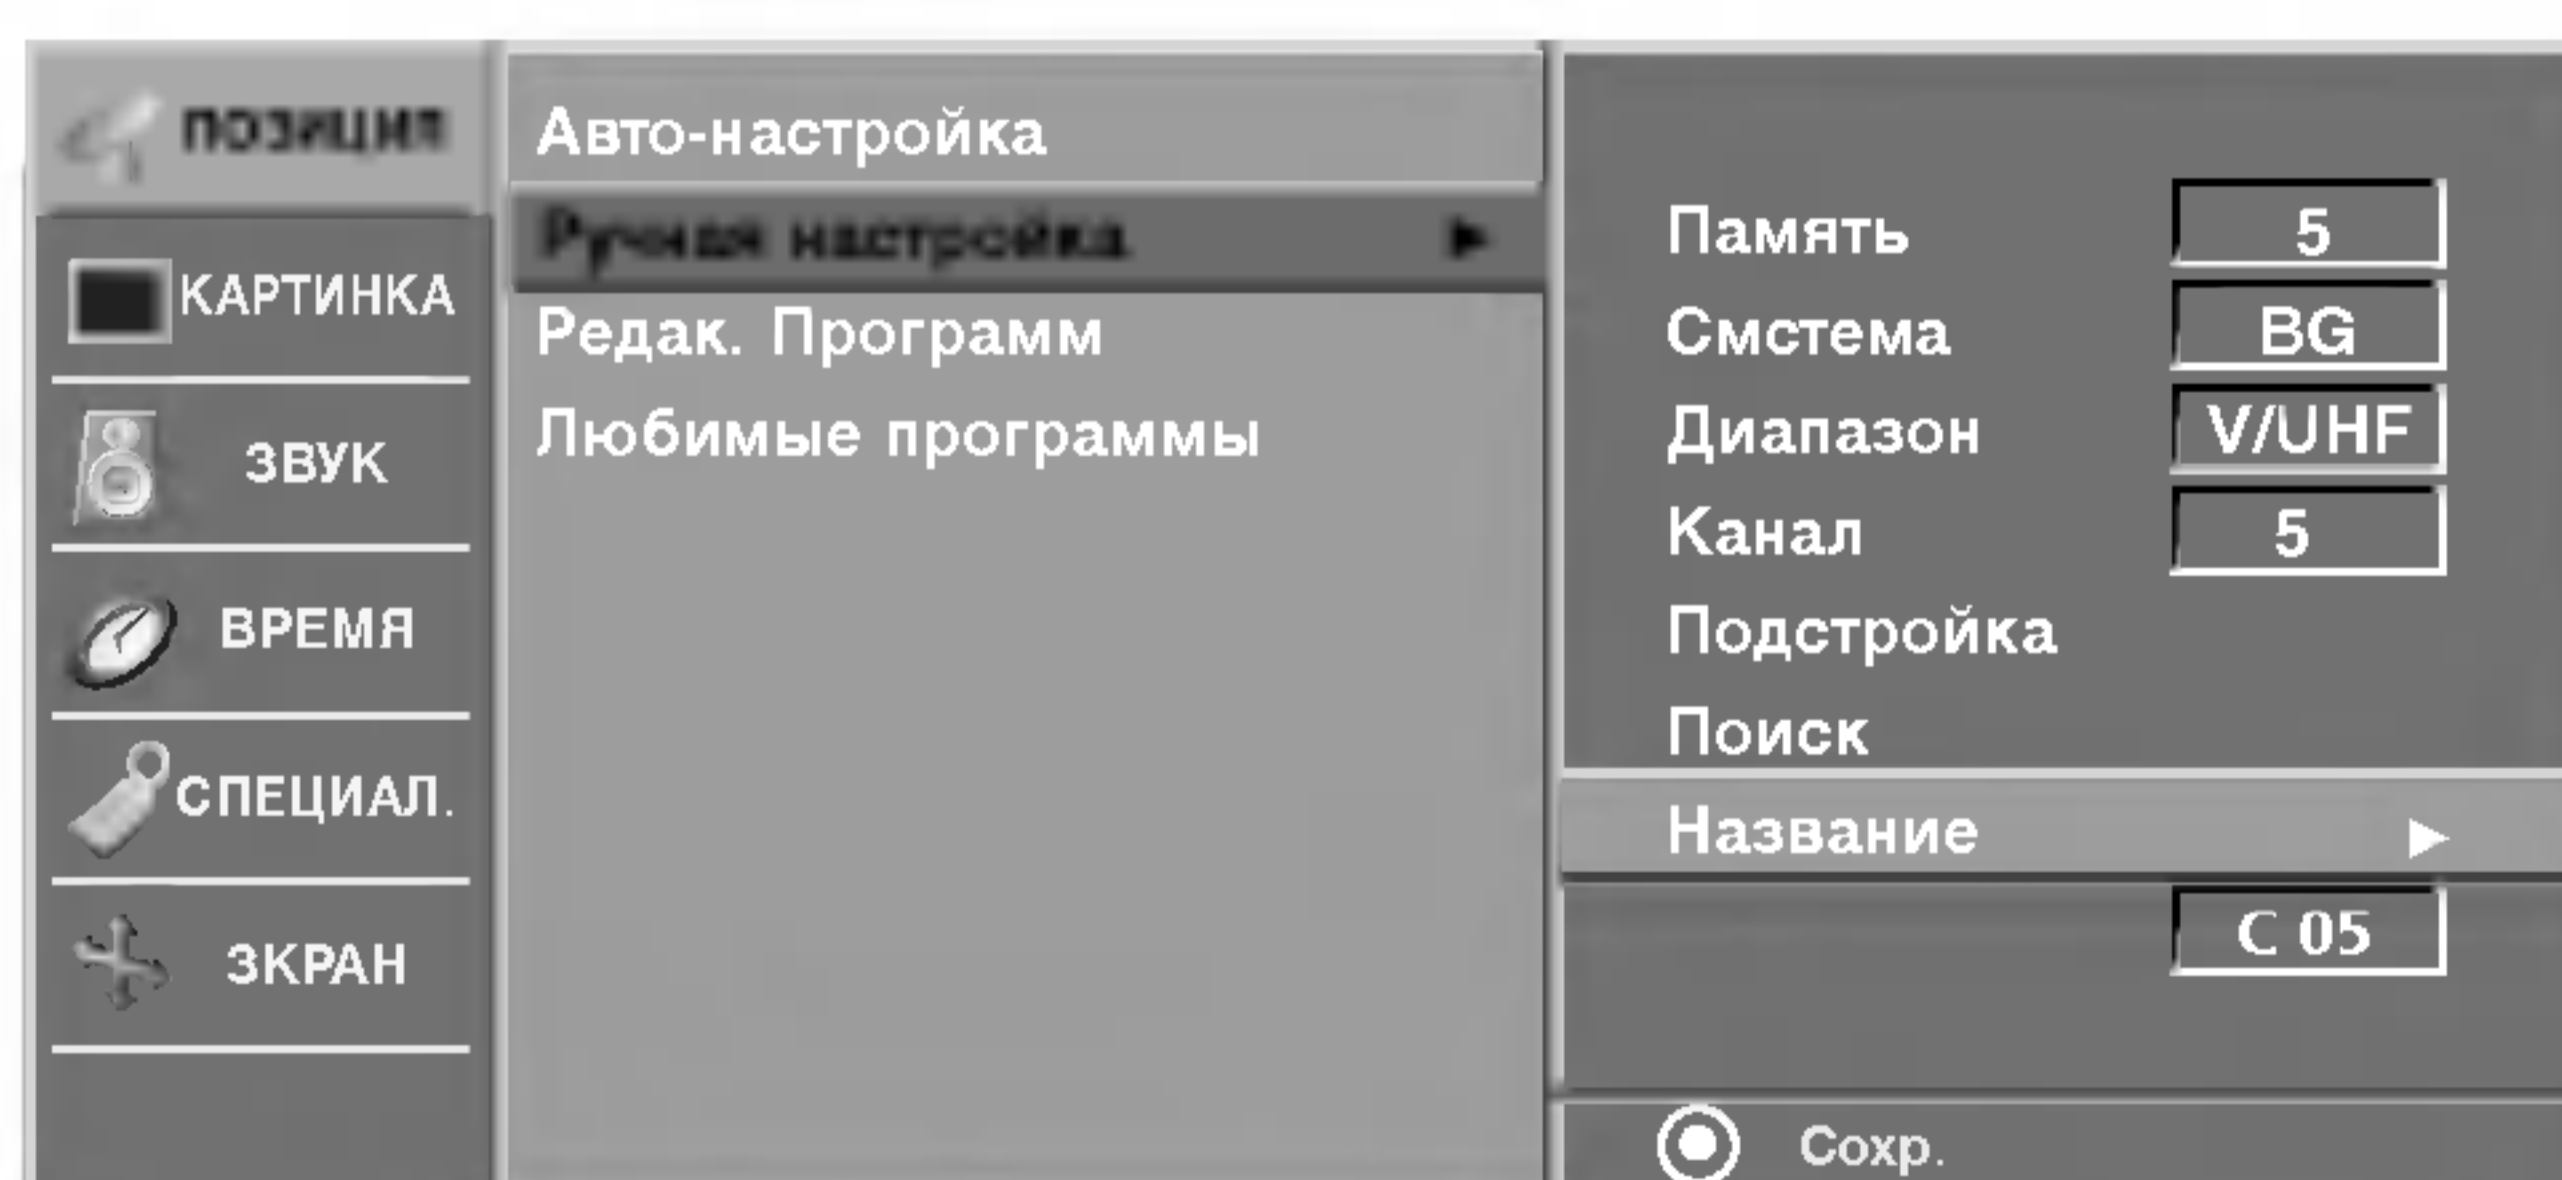 ПОЗИЦИЯ
КАРТИНКА
ЗВУК
ВРЕМЯ
СПЕЦИАЛ.
ЗКРАН
Авто-настройка
Ручная настройка ►
Редак. Программ
Любимые программы
Память 5
Смстема BG
Диапазон V/UHF
Канал 5
Подстройка
Поиск
Название ►
C 05
Сохр.